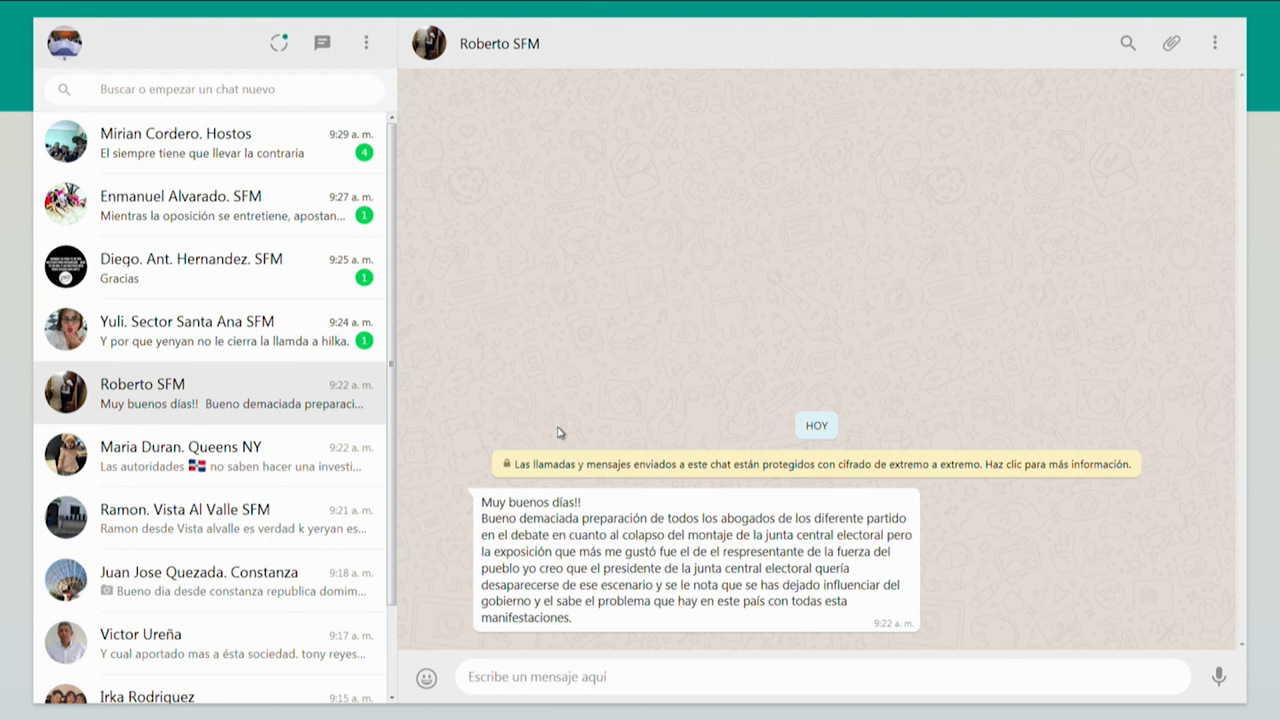 Buscar o empezar un chat nuevo
Mirian Cordero. Hostos 9:29 a. m.
El siempre tiene que llevar la contraria 4
Enmanuel Alvarado. SFM 9:27 a. m.
Mientras la oposición se entretiene, apostan... 1
Diego. Ant. Hernandez. SFM 9:25 a. m.
Gracias 1
Yuli. Sector Santa Ana SFM 9:24 a. m.
Y por que yenyan no le cierra la llamda a hilka. 1
Roberto SFM 9:22 a. m.
Muy buenos días!! Bueno demaciada preparaci...
Maria Duran. Queens NY 9:22 a. m.
Las autoridades 🇩🇴 no saben hacer una investi...
Ramon. Vista Al Valle SFM 9:21 a. m.
Ramon desde Vista alvalle es verdad k yeryan es...
Juan Jose Quezada. Constanza 9:18 a. m.
Bueno dia desde constanza republica domim...
Victor Ureña 9:17 a. m.
Y cual aportado mas a ésta sociedad. tony reyes...
Irka Rodriguez 9:15 a. m.
Roberto SFM
HOY
Las llamadas y mensajes enviados a este chat están protegidos con cifrado de extremo a extremo. Haz clic para más información.
Muy buenos días!!
Bueno demaciada preparación de todos los abogados de los diferente partido
en el debate en cuanto al colapso del montaje de la junta central electoral pero
la exposición que más me gustó fue el de el respresentante de la fuerza del
pueblo yo creo que el presidente de la junta central electoral quería
desaparecerse de ese escenario y se le nota que se has dejado influenciar del
gobierno y el sabe el problema que hay en este país con todas esta
manifestaciones.
9:22 a. m.
Escribe un mensaje aquí